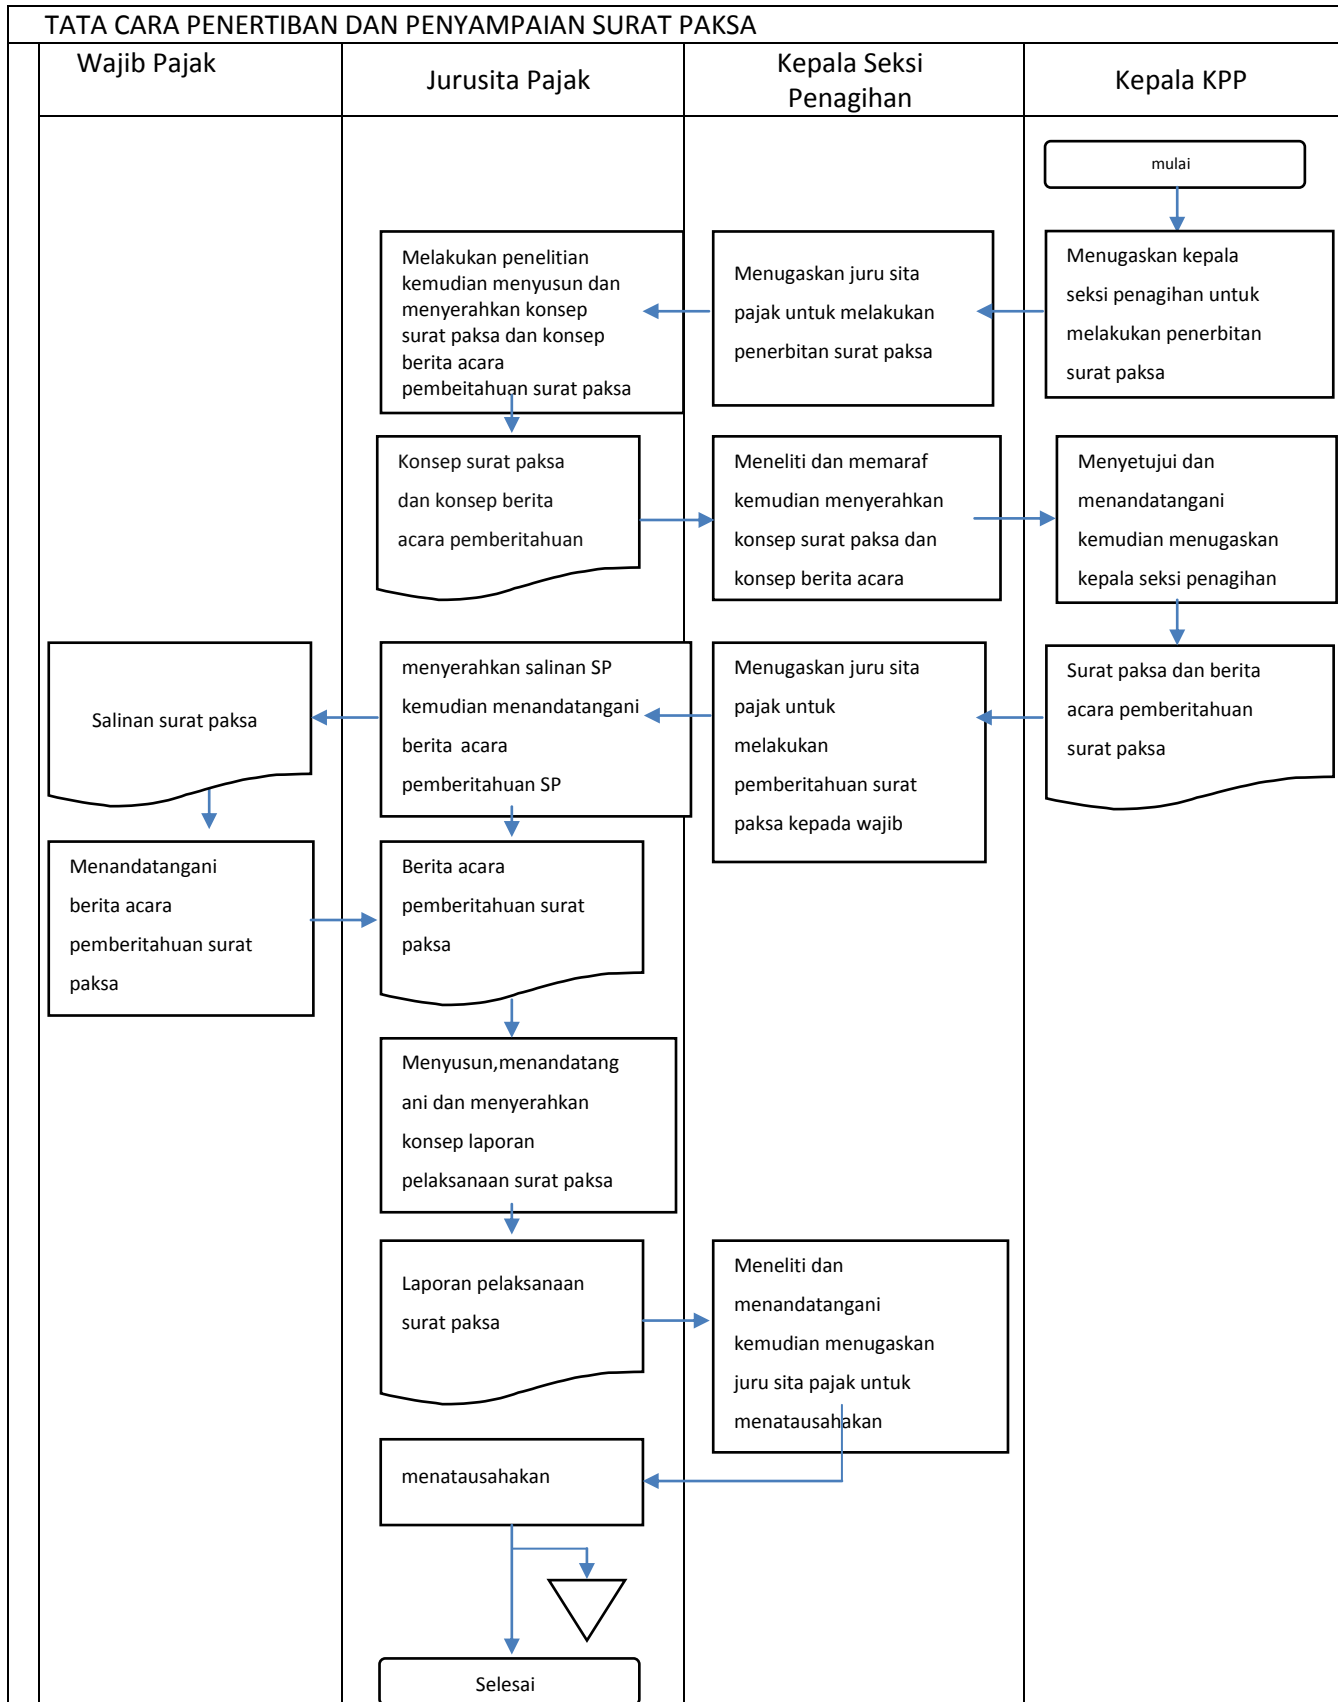 TATA CARA PENERTIBAN DAN PENYAMPAIAN SURAT PAKSA
Wajib Pajak
Jurusita Pajak
Kepala Seksi
Penagihan
Kepala KPP
mulai
Melakukan penelitian
kemudian menyusun dan
menyerahkan konsep
surat paksa dan konsep
berita acara
pembeitahuan surat paksa
Menugaskan juru sita
pajak untuk melakukan
penerbitan surat paksa
Menugaskan kepala
seksi penagihan untuk
melakukan penerbitan
surat paksa
Konsep surat paksa
dan konsep berita
acara pemberitahuan
Meneliti dan memaraf
kemudian menyerahkan
konsep surat paksa dan
konsep berita acara
Menyetujui dan
menandatangani
kemudian menugaskan
kepala seksi penagihan
Salinan surat paksa
menyerahkan salinan SP
kemudian menandatangani
berita acara
pemberitahuan SP
Menugaskan juru sita
pajak untuk
melakukan
pemberitahuan surat
paksa kepada wajib
Surat paksa dan berita
acara pemberitahuan
surat paksa
Menandatangani
berita acara
pemberitahuan surat
paksa
Berita acara
pemberitahuan surat
paksa
Menyusun,menandatang
ani dan menyerahkan
konsep laporan
pelaksanaan surat paksa
Laporan pelaksanaan
surat paksa
Meneliti dan
menandatangani
kemudian menugaskan
juru sita pajak untuk
menatausahakan
menatausahakan
Selesai